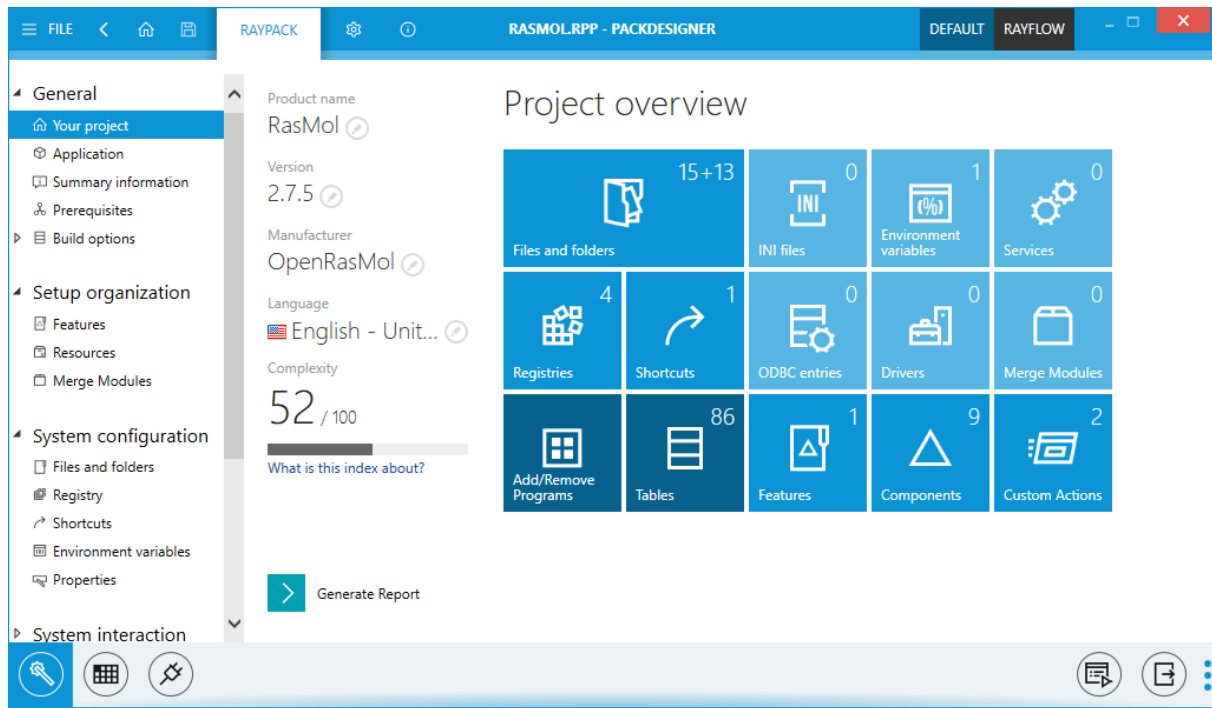 FILE
RAYPACK
RASMOL.RPP - PACKDESIGNER
DEFAULT
RAYFLOW
General
Your project
Application
Summary information
Prerequisites
Build options
Setup organization
Features
Resources
Merge Modules
System configuration
Files and folders
Registry
Shortcuts
Environment variables
Properties
System interaction
Product name
RasMol
Version
2.7.5
Manufacturer
OpenRasMol
Language
English - Unit...
Complexity
52 / 100
What is this index about?
Generate Report
Project overview
15+13
Files and folders
0
INI
INI files
1
(%)
Environment
variables
0
Services
4
Registries
1
Shortcuts
0
ODBC entries
0
Drivers
0
Merge Modules
Add/Remove
Programs
86
Tables
1
Features
9
Components
2
Custom Actions